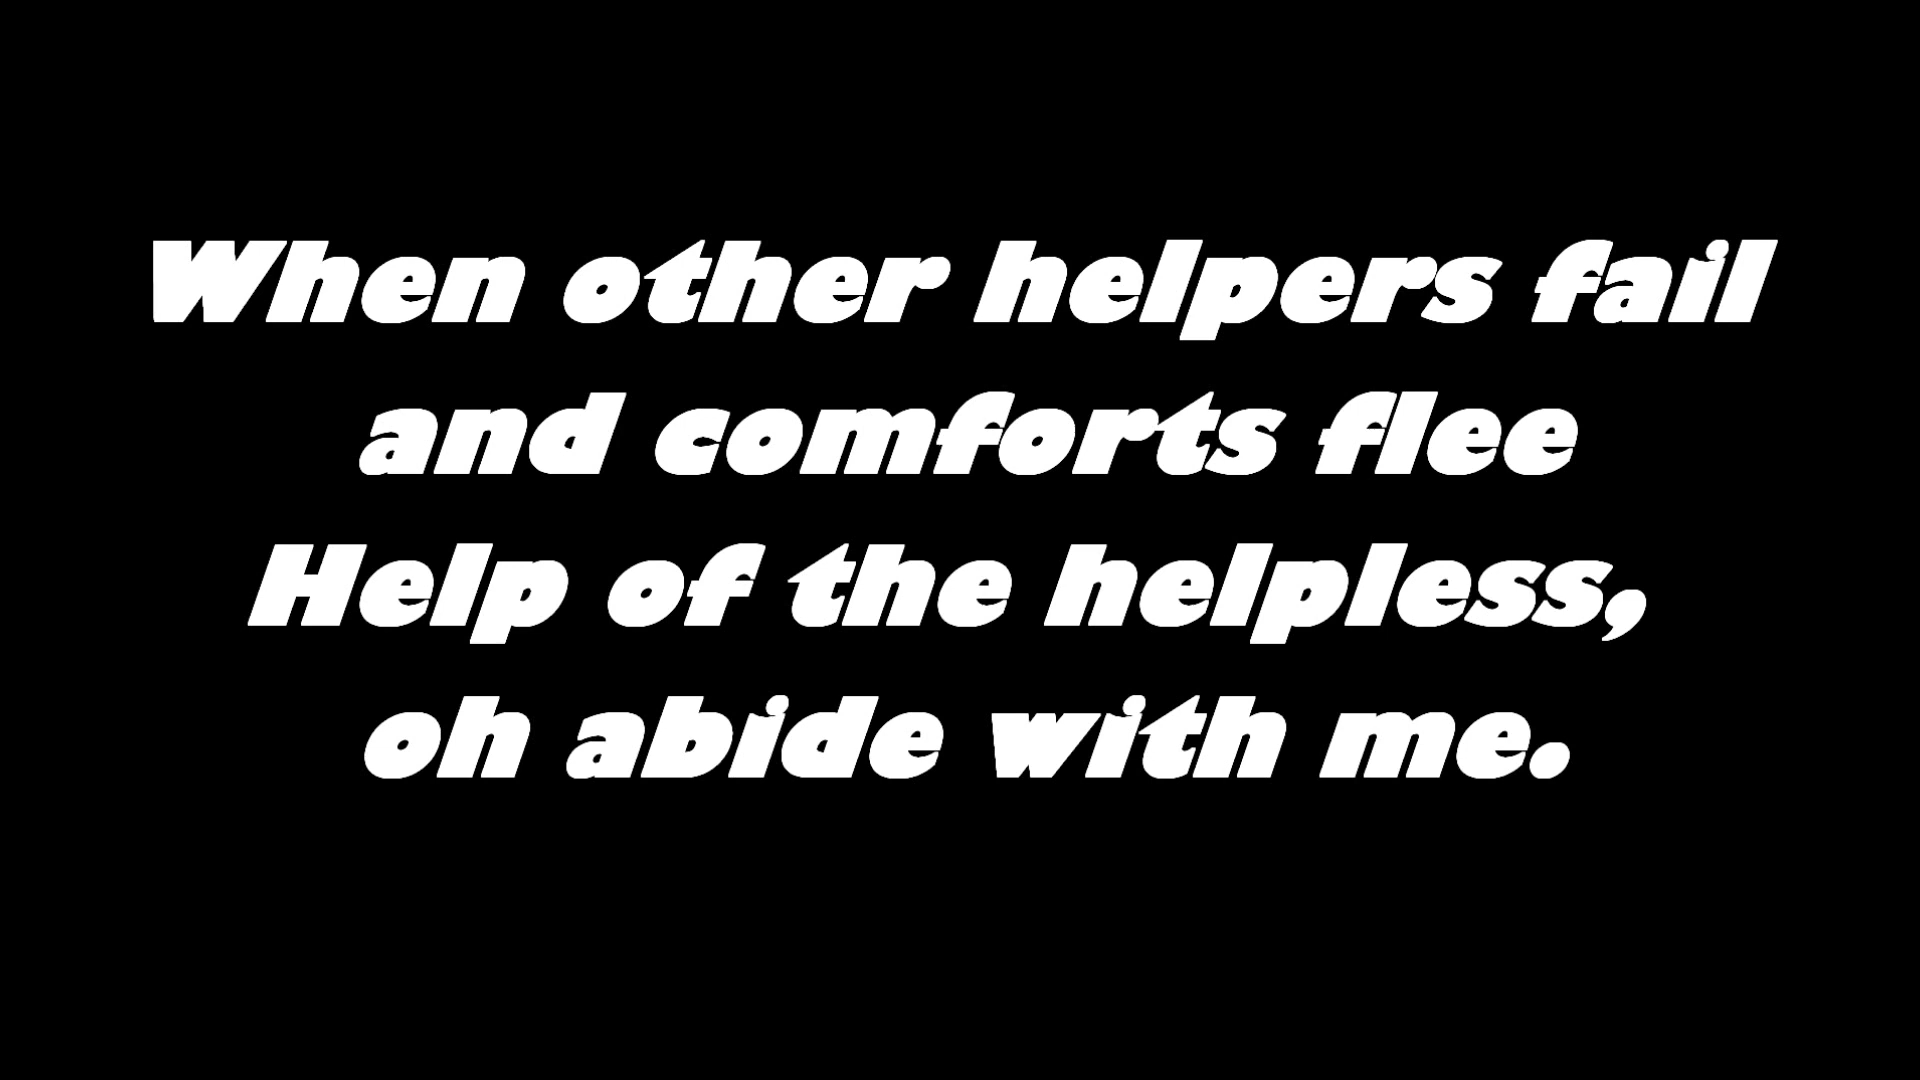 When other helpers fail
and comforts flee
Help of the helpless,
oh abide with me.